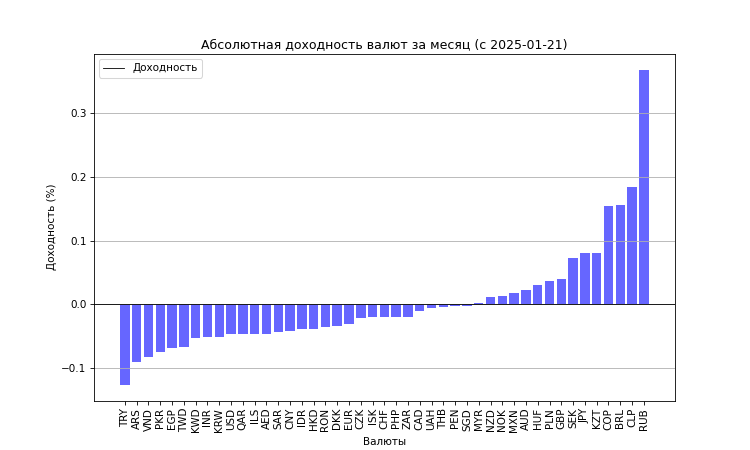 Абсолютная доходность валют за месяц (с 2025-01-21)
Доходность
Доходность (%)
0.3
0.2
0.1
0.0
−0.1
TRY ARS VND PKR EGP TWD KWD INR KRW USD QAR ILS AED SAR CNY IDR HKD RON DKK EUR CZK ISK CHF PHP ZAR CAD UAH THB PEN SGD MYR NZD NOK MXN AUD HUF PLN GBP SEK JPY KZT COP BRL CLP RUB
Валюты